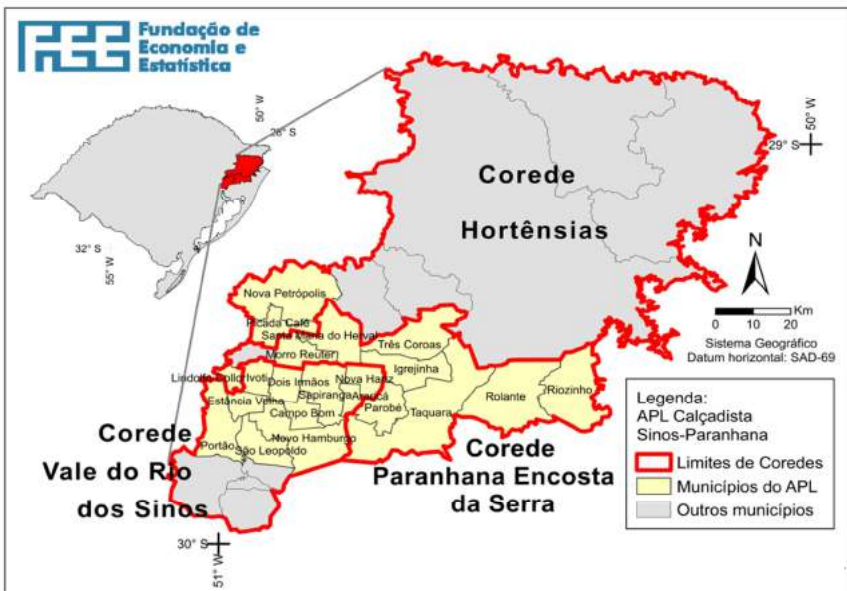 FEE
Fundação de
Economia e
Estatística
50° W
26° S
32° S
55° W
Corede
Hortênsias
29° S
50° W
N
0 10 20 Km
Sistema Geográfico
Datum horizontal: SAD-69
Nova Petrópolis
Picada Café
Santa Maria do Herval
Três Coroas
Morro Reuter
Igrejinha
Lindolfo Collor
Ivoti
Dois Irmãos
Nova Hartz
Riozinho
Estância Velha
Sapiranga
Araricá
Rolante
Campo Bom
Parobé
Taquara
Portão
Novo Hamburgo
São Leopoldo
Corede
Vale do Rio
dos Sinos
Corede
Paranhana Encosta
da Serra
30° S
51° W
Legenda:
APL Calçadista
Sinos-Paranhana
Limites de Coredes
Municípios do APL
Outros municípios